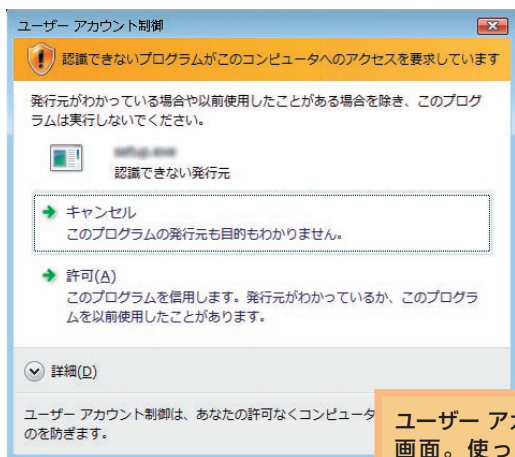 ユーザー アカウント制御
認識できないプログラムがこのコンピュータへのアクセスを要求しています
発行元がわかっている場合や以前使用したことがある場合を除き、このプログ
ラムは実行しないでください。
認識できない発行元
キャンセル
このプログラムの発行元も目的もわかりません。
許可(A)
このプログラムを信用します。発行元がわかっているか、このプログラ
ムを以前使用したことがあります。
詳細(D)
ユーザー アカウント制御は、あなたの許可なくコンピュータ
のを防ぎます。
ユーザー アカ
画面。使っ